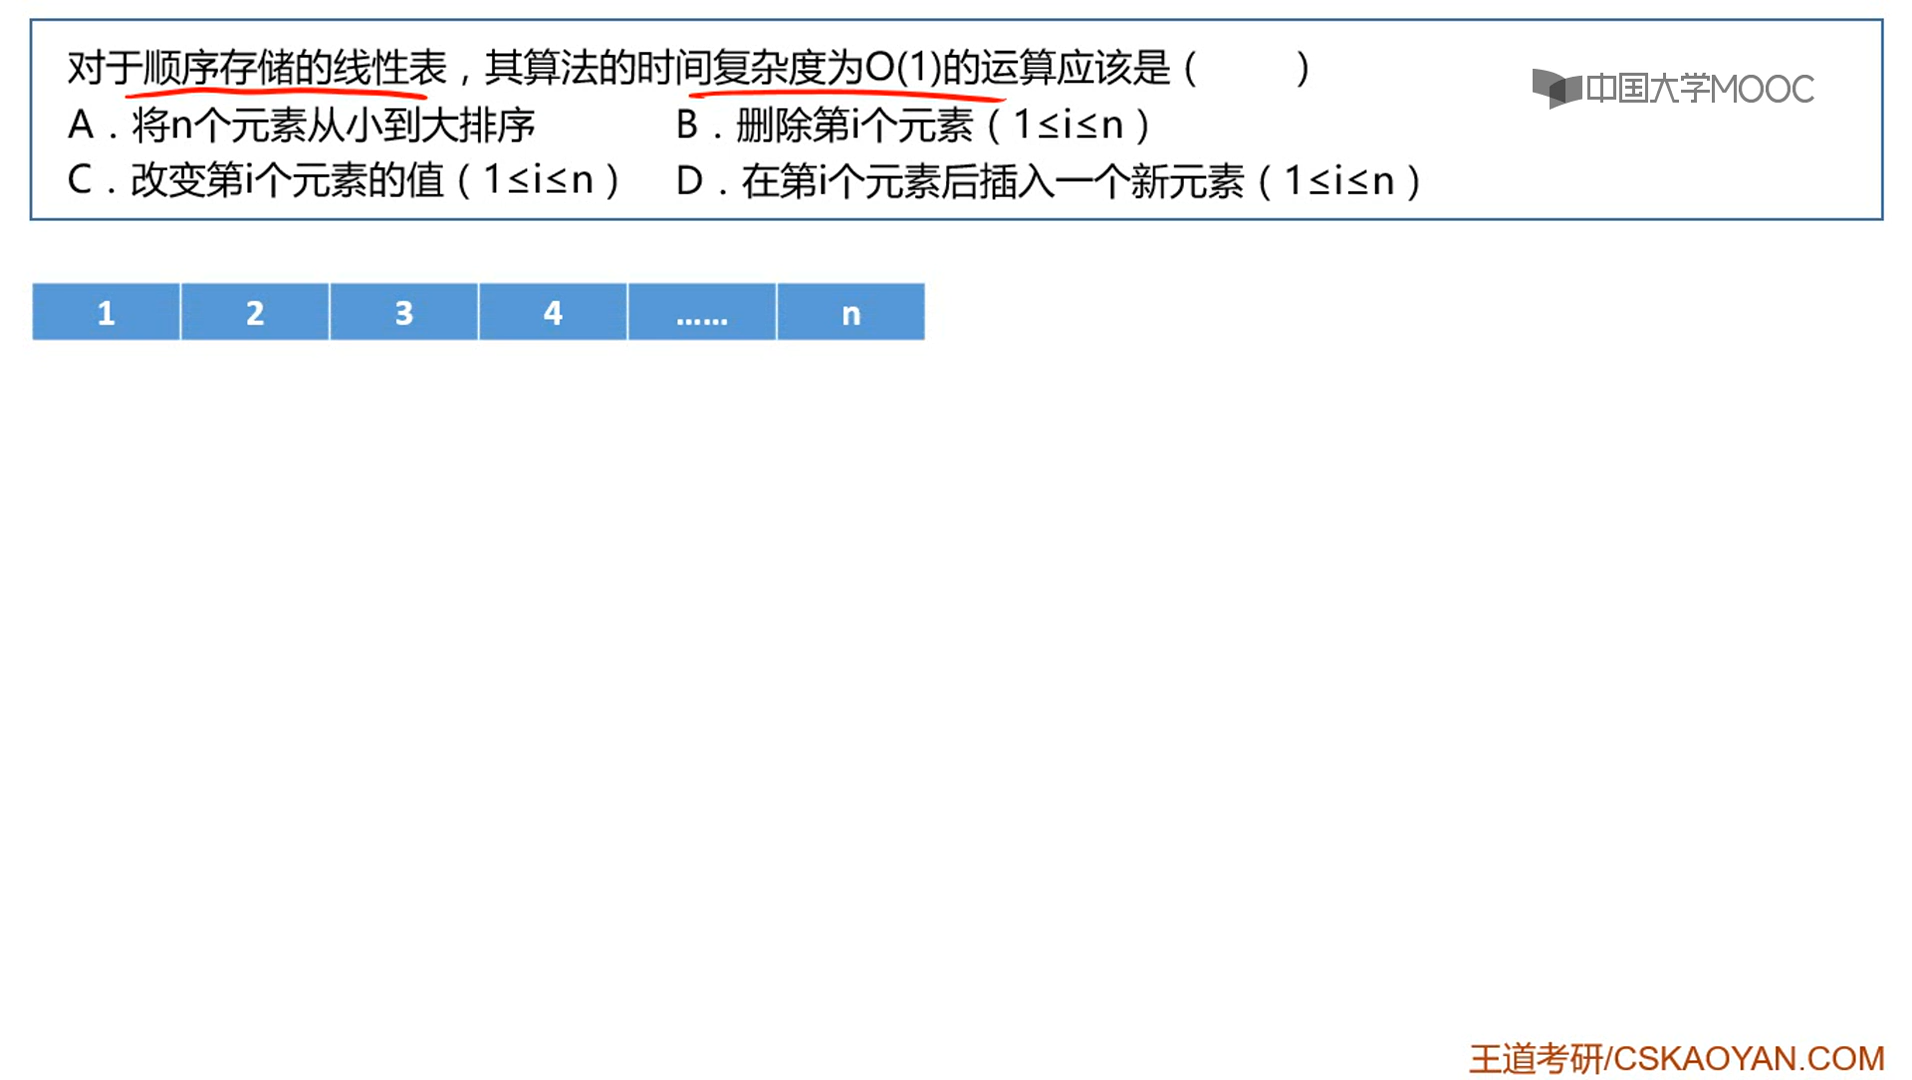 对于顺序存储的线性表，其算法的时间复杂度为O(1)的运算应该是（　　）
中国大学MOOC
A．将n个元素从小到大排序　　B．删除第i个元素（1≤i≤n）
C．改变第i个元素的值（1≤i≤n）　D．在第i个元素后插入一个新元素（1≤i≤n）
1 2 3 4 …… n
王道考研/CSKAOYAN.COM